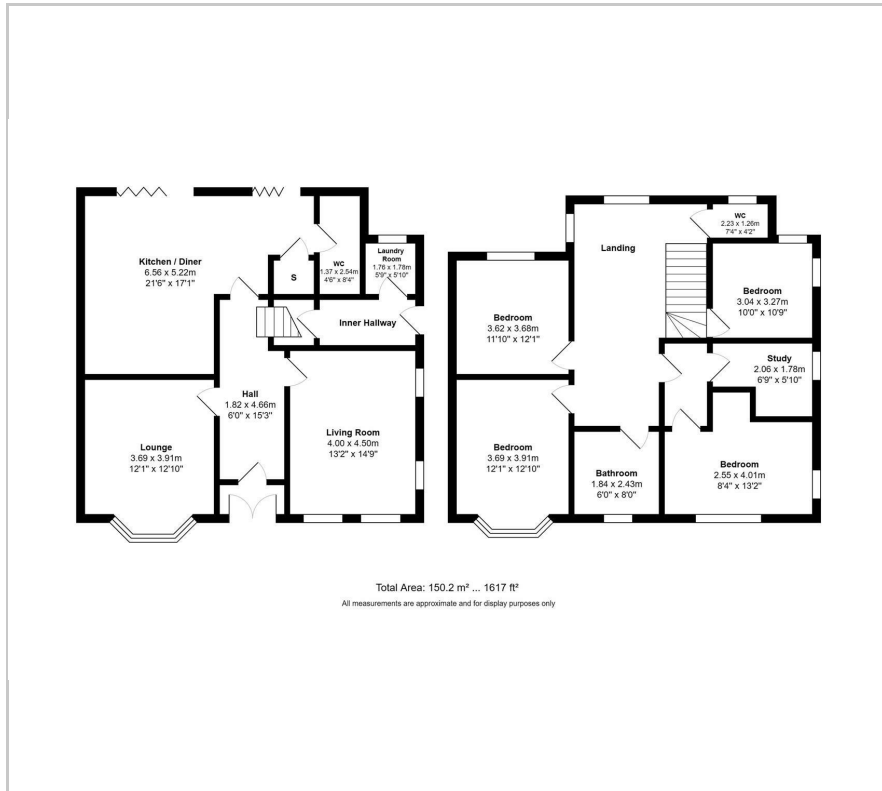 Kitchen / Diner
6.56 x 5.22m
21'6" x 17'1"
S
WC
1.37 x 2.54m
4'6" x 8'4"
Laundry
Room
1.76 x 1.78m
5'9" x 5'10"
Inner Hallway
Hall
1.82 x 4.66m
6'0" x 15'3"
Lounge
3.69 x 3.91m
12'1" x 12'10"
Living Room
4.00 x 4.50m
13'2" x 14'9"
WC
2.23 x 1.26m
7'4" x 4'2"
Landing
Bedroom
3.04 x 3.27m
10'0" x 10'9"
Bedroom
3.62 x 3.68m
11'10" x 12'1"
Study
2.06 x 1.78m
6'9" x 5'10"
Bedroom
3.69 x 3.91m
12'1" x 12'10"
Bathroom
1.84 x 2.43m
6'0" x 8'0"
Bedroom
2.55 x 4.01m
8'4" x 13'2"
Total Area: 150.2 m² ... 1617 ft²
All measurements are approximate and for display purposes only